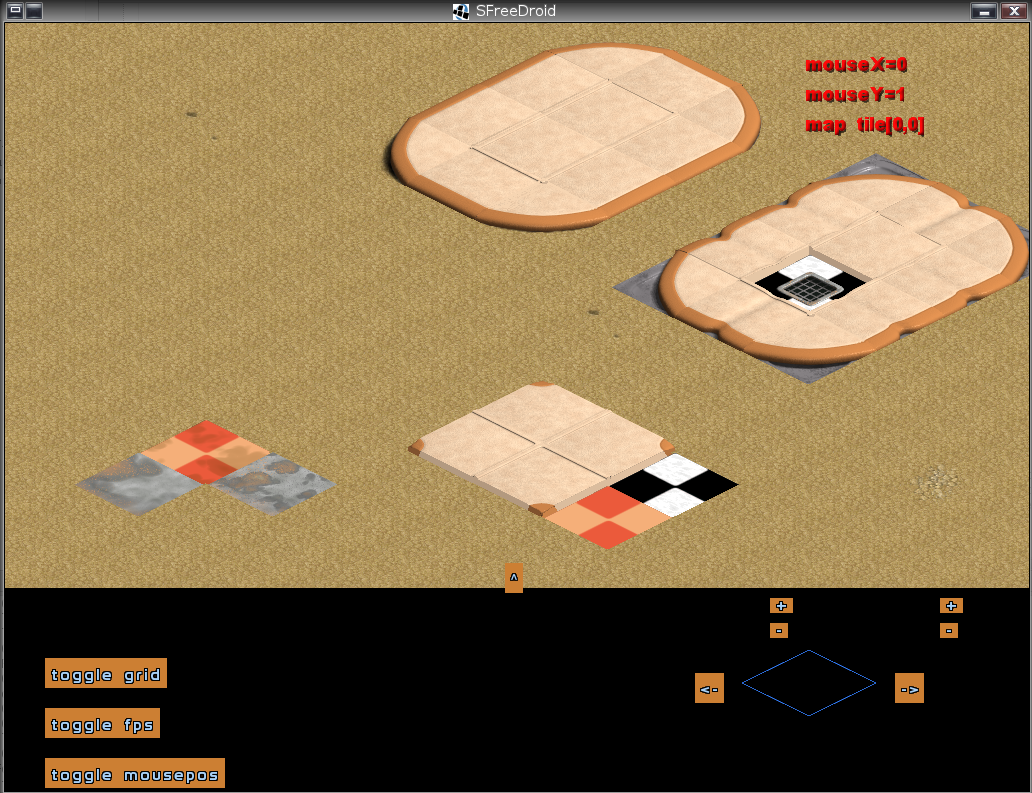 SFreeDroid
mouseX=0
mouseY=1
map tile[0,0]
^
+ +
- -
toggle grid
<- ->
toggle fps
toggle mousepos